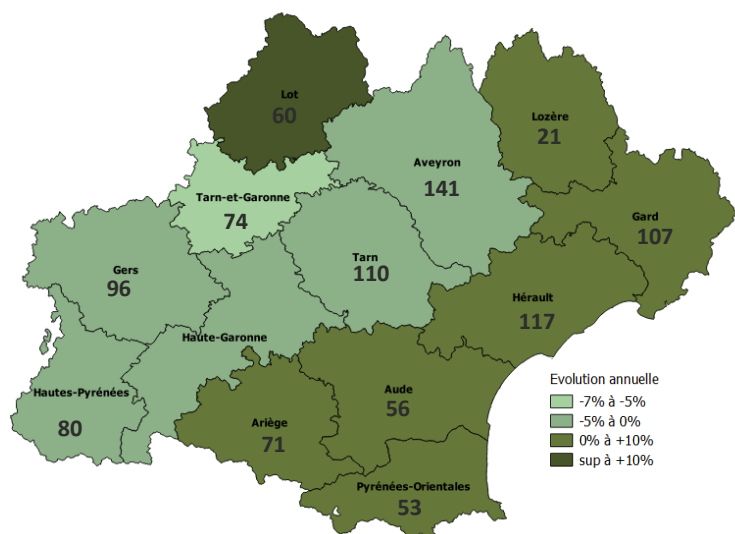 Lot
60
Lozère
21
Aveyron
141
Tarn-et-Garonne
74
Gard
107
Tarn
110
Gers
96
Hérault
117
Haute-Garonne
Hautes-Pyrénées
80
Aude
56
Ariège
71
Pyrénées-Orientales
53
Evolution annuelle
-7% à -5%
-5% à 0%
0% à +10%
sup à +10%